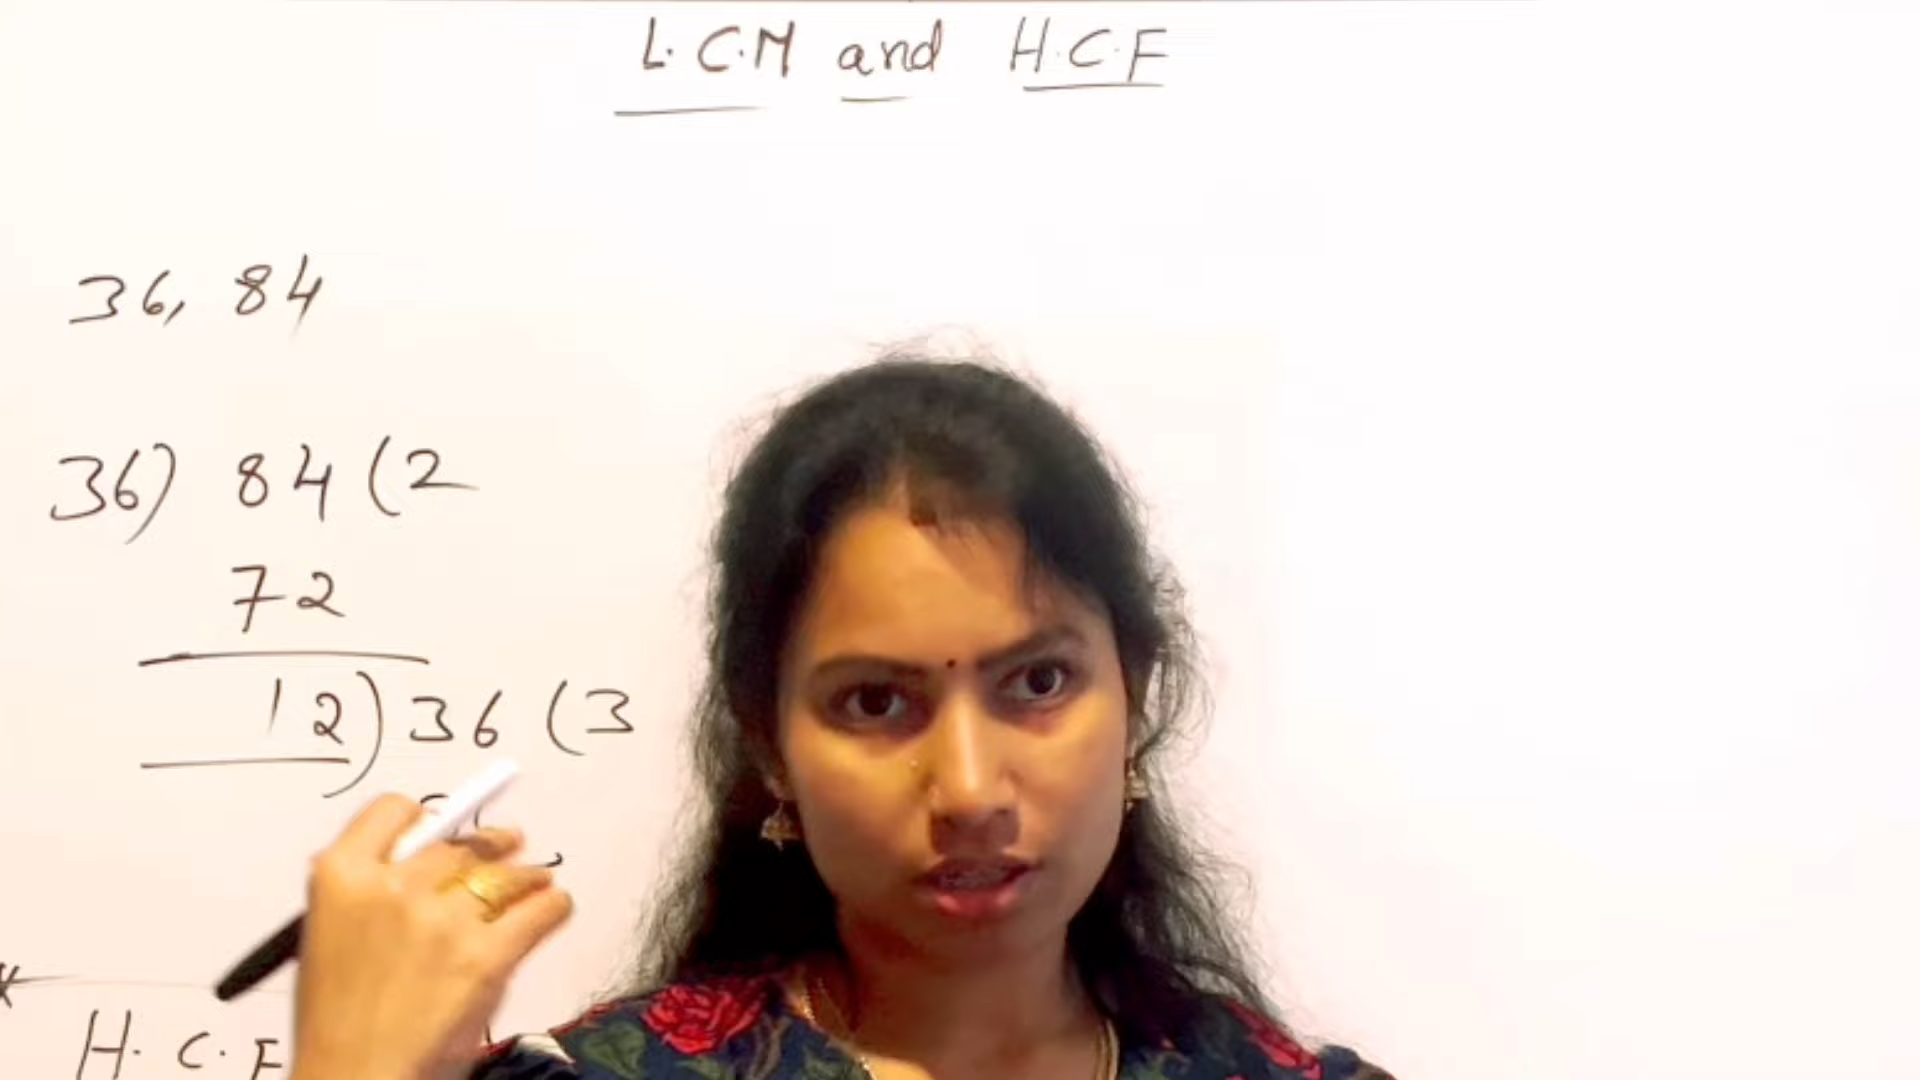 L.C.M and H.C.F
36, 84
36) 84 (2
72
12) 36 (3
H.C.F